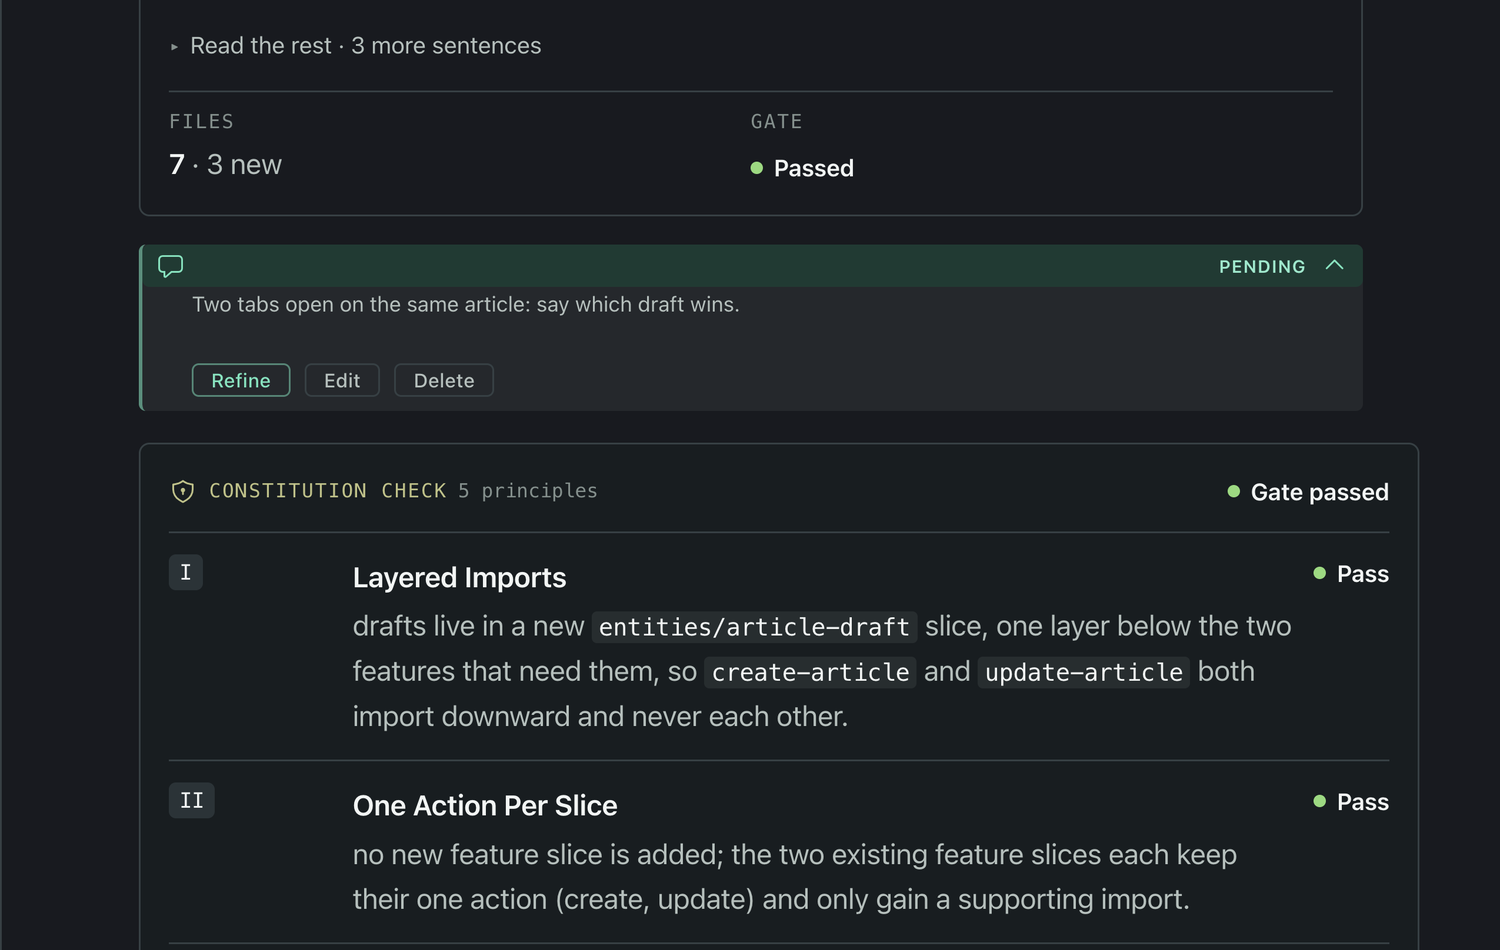 ▸ Read the rest · 3 more sentences
FILES
GATE
7 · 3 new
Passed
PENDING
Two tabs open on the same article: say which draft wins.
Refine
Edit
Delete
CONSTITUTION CHECK 5 principles
Gate passed
I
Layered Imports
Pass
drafts live in a new entities/article-draft slice, one layer below the two
features that need them, so create-article and update-article both
import downward and never each other.
II
One Action Per Slice
Pass
no new feature slice is added; the two existing feature slices each keep
their one action (create, update) and only gain a supporting import.